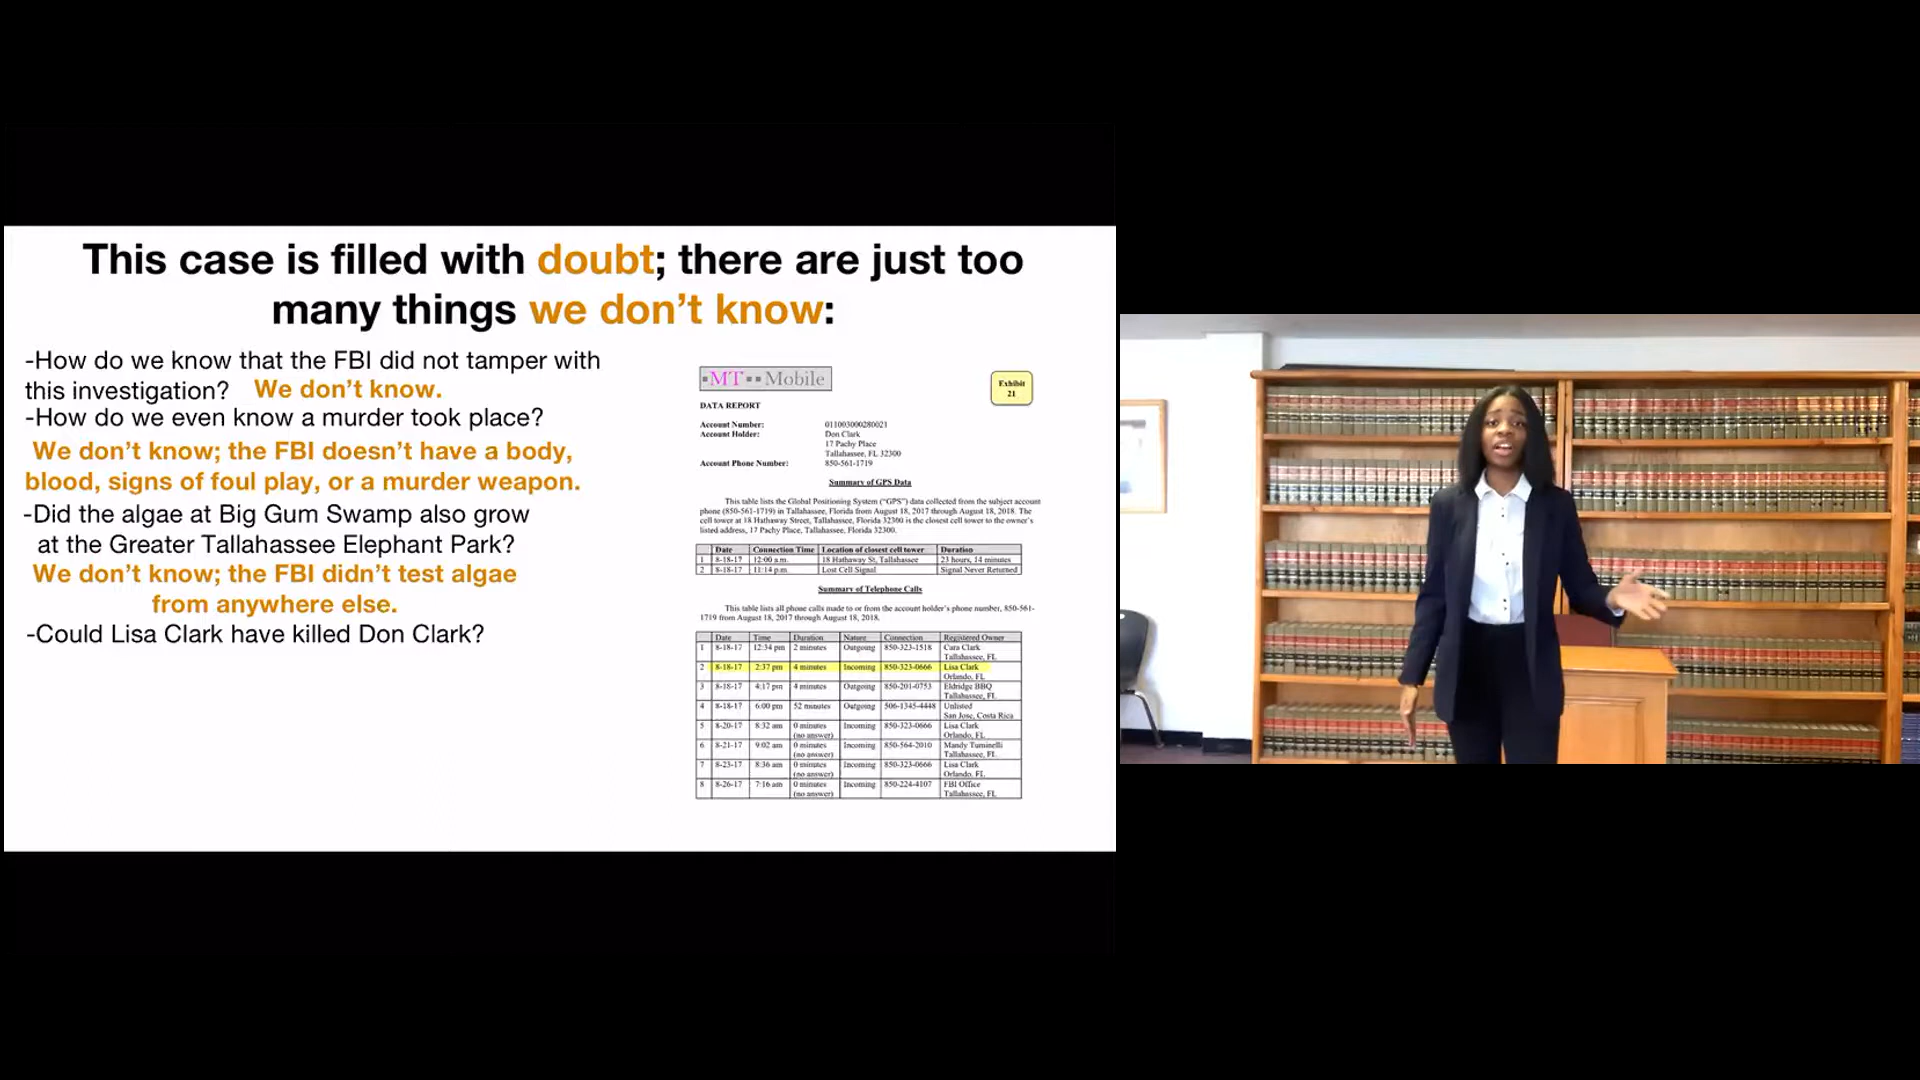 This case is filled with doubt; there are just too
many things we don't know:
-How do we know that the FBI did not tamper with
this investigation? We don't know.
-How do we even know a murder took place?
We don't know; the FBI doesn't have a body,
blood, signs of foul play, or a murder weapon.
-Did the algae at Big Gum Swamp also grow
at the Greater Tallahassee Elephant Park?
We don't know; the FBI didn't test algae
from anywhere else.
-Could Lisa Clark have killed Don Clark?
MT Mobile
Exhibit
21
DATA REPORT
Account Number: 011003000280021
Account Holder: Don Clark
17 Pachy Place
Tallahassee, FL 32300
Account Phone Number: 850-561-1719
Summary of GPS Data
This table lists the Global Positioning System ("GPS") data collected from the subject account
phone (850-561-1719) in Tallahassee, Florida from August 18, 2017 through August 18, 2018. The
cell tower at 18 Hathaway Street, Tallahassee, Florida 32300 is the closest cell tower to the owner's
listed address, 17 Pachy Place, Tallahassee, Florida 32300.
Date Connection Time Location of closest cell tower Duration
1 8-18-17 12:00 a.m. 18 Hathaway St, Tallahassee 23 hours, 14 minutes
2 8-18-17 11:14 p.m. Lost Cell Signal Signal Never Returned
Summary of Telephone Calls
This table lists all phone calls made to or from the account holder's phone number, 850-561-
1719 from August 18, 2017 through August 18, 2018.
Date Time Duration Nature Connection Registered Owner
1 8-18-17 12:34 pm 2 minutes Outgoing 850-323-1518 Cara Clark
Tallahassee, FL
2 8-18-17 2:37 pm 4 minutes Incoming 850-323-0666 Lisa Clark
Orlando, FL
3 8-18-17 4:17 pm 4 minutes Outgoing 850-201-0753 Eldridge BBQ
Tallahassee, FL
4 8-18-17 6:00 pm 52 minutes Outgoing 506-1345-4448 Unlisted
San Jose, Costa Rica
5 8-20-17 8:32 am 0 minutes Incoming 850-323-0666 Lisa Clark
(no answer) Orlando, FL
6 8-21-17 9:02 am 0 minutes Incoming 850-564-2010 Mandy Tuminelli
(no answer) Tallahassee, FL
7 8-23-17 8:36 am 0 minutes Incoming 850-323-0666 Lisa Clark
(no answer) Orlando, FL
8 8-26-17 7:16 am 0 minutes Incoming 850-224-4107 FBI Office
(no answer) Tallahassee, FL